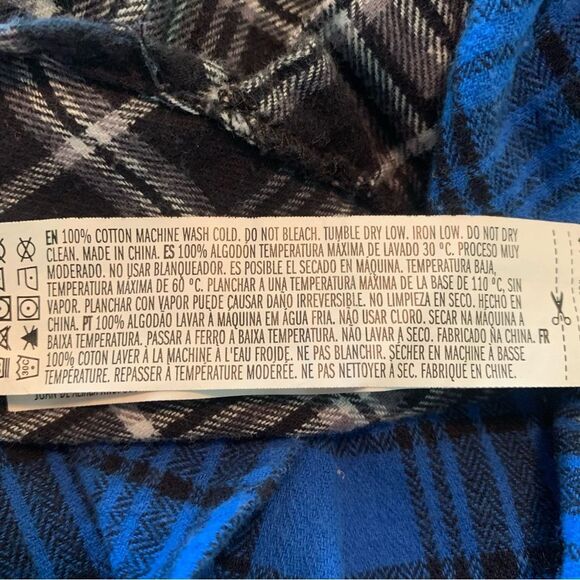 EN 100% COTTON MACHINE WASH COLD. DO NOT BLEACH. TUMBLE DRY LOW. IRON LOW. DO NOT DRY
CLEAN. MADE IN CHINA. ES 100% ALGODÓN TEMPERATURA MÁXIMA DE LAVADO 30 ºC. PROCESO MUY
MODERADO. NO USAR BLANQUEADOR. ES POSIBLE EL SECADO EN MÁQUINA. TEMPERATURA BAJA,
TEMPERATURA MÁXIMA DE 60 ºC. PLANCHAR A UNA TEMPERATURA MÁXIMA DE LA BASE DE 110 ºC, SIN
VAPOR. PLANCHAR CON VAPOR PUEDE CAUSAR DAÑO IRREVERSIBLE. NO LIMPIEZA EN SECO. HECHO EN
CHINA. PT 100% ALGODÃO LAVAR À MÁQUINA EM ÁGUA FRIA. NÃO USAR CLORO. SECAR NA MÁQUINA A
BAIXA TEMPERATURA. PASSAR A FERRO A BAIXA TEMPERATURA. NÃO LAVAR A SECO. FABRICADO NA CHINA. FR
100% COTON LAVER À LA MACHINE À L'EAU FROIDE. NE PAS BLANCHIR. SÉCHER EN MACHINE À BASSE
TEMPÉRATURE. REPASSER À TEMPÉRATURE MODÉRÉE. NE PAS NETTOYER À SEC. FABRIQUÉ EN CHINE.
30C